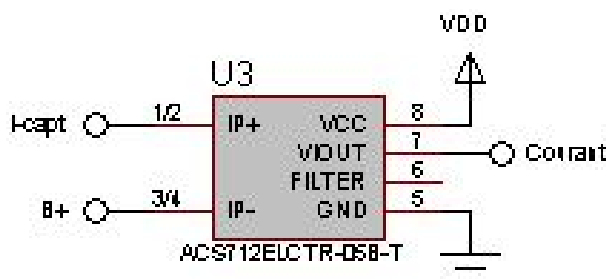 VDD
U3
I-capt 1/2 IP+ VCC 8
VIOUT 7 Courant
FILTER 6
B+ 3/4 IP- GND 5
ACS712ELCTR-05B-T